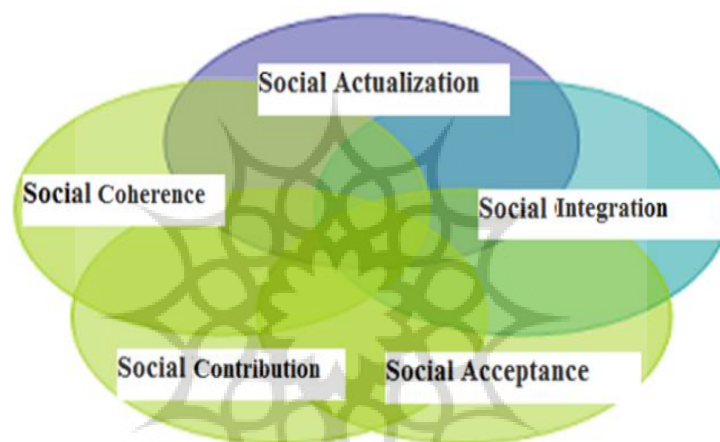 Social Actualization
Social Coherence
Social Integration
Social Contribution
Social Acceptance